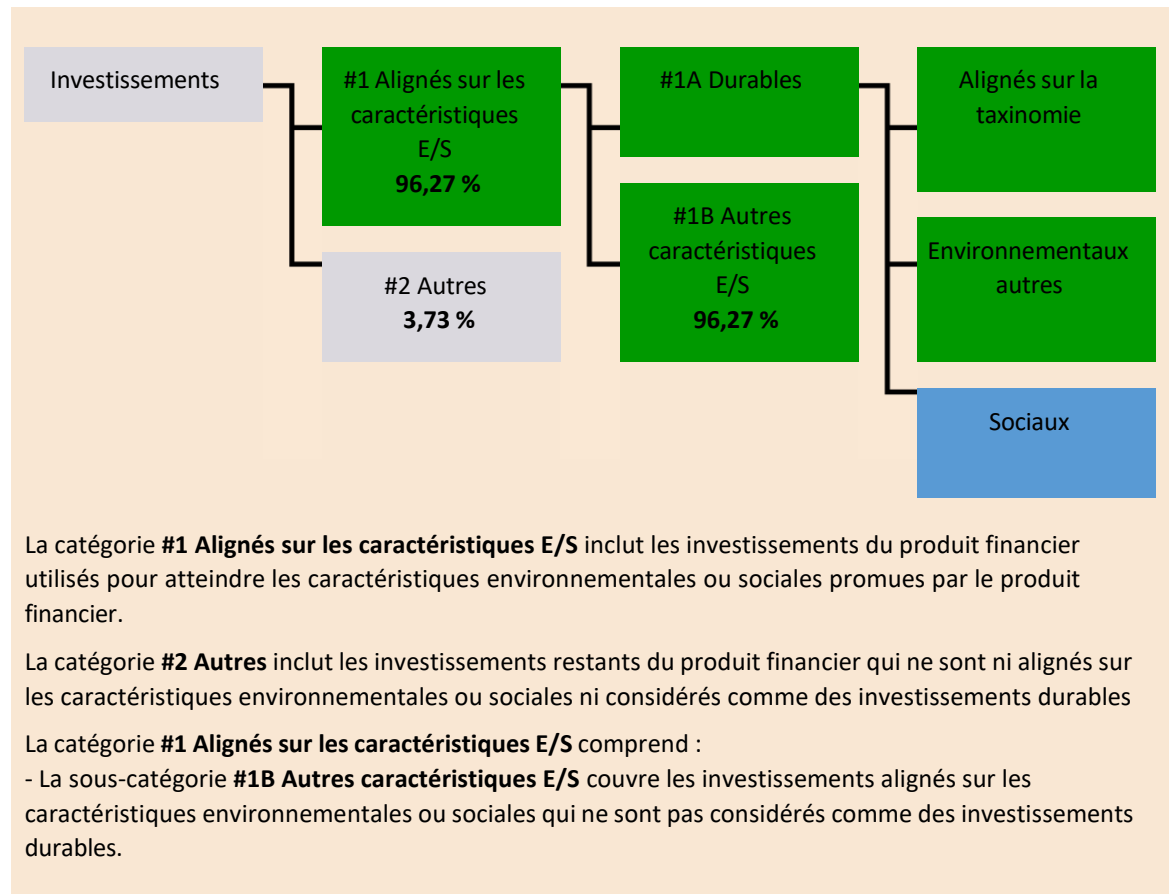 Investissements
#1 Alignés sur les
caractéristiques
E/S
96,27 %
#2 Autres
3,73 %
#1A Durables
#1B Autres
caractéristiques
E/S
96,27 %
Alignés sur la
taxinomie
Environnementaux
autres
Sociaux
La catégorie #1 Alignés sur les caractéristiques E/S inclut les investissements du produit financier
utilisés pour atteindre les caractéristiques environnementales ou sociales promues par le produit
financier.
La catégorie #2 Autres inclut les investissements restants du produit financier qui ne sont ni alignés sur
les caractéristiques environnementales ou sociales ni considérés comme des investissements durables
La catégorie #1 Alignés sur les caractéristiques E/S comprend :
- La sous-catégorie #1B Autres caractéristiques E/S couvre les investissements alignés sur les
caractéristiques environnementales ou sociales qui ne sont pas considérés comme des investissements
durables.